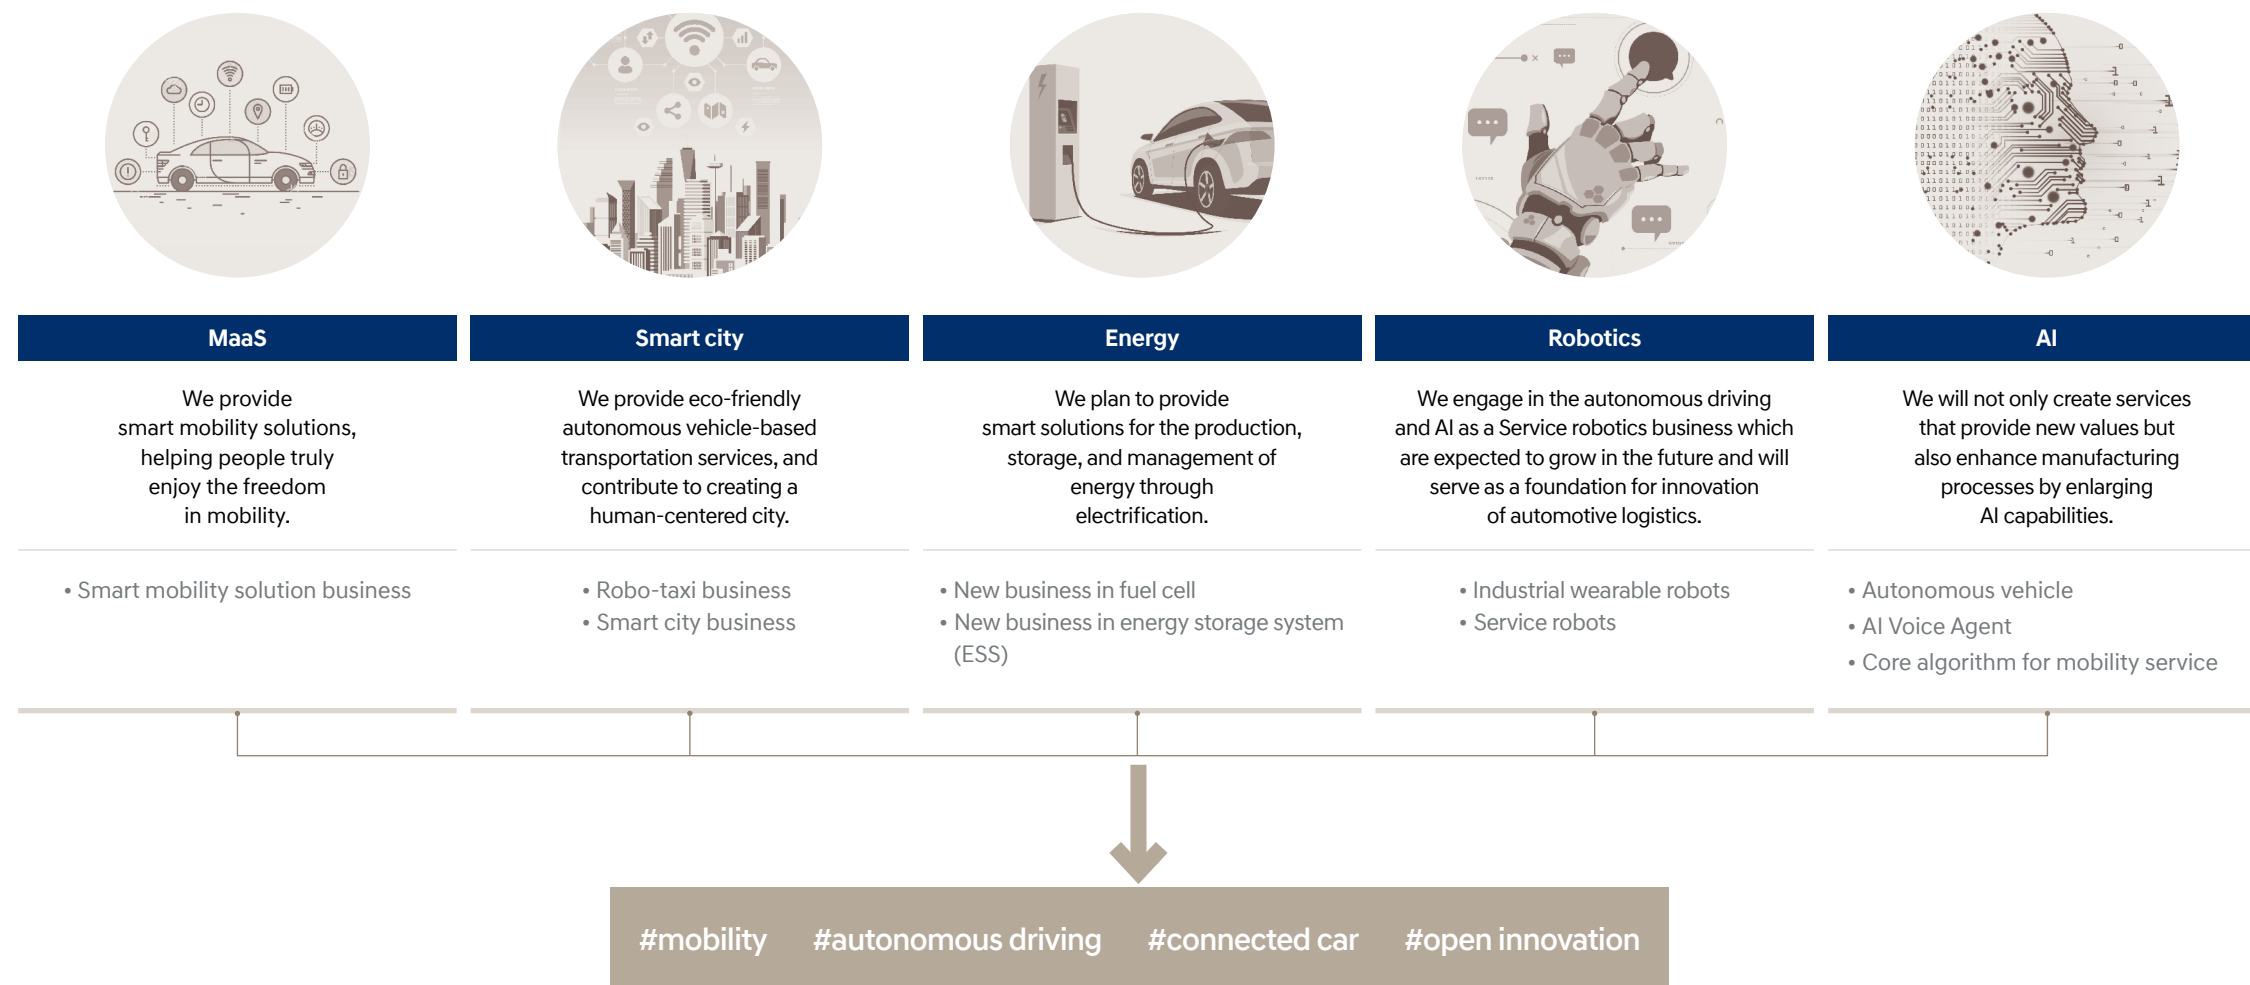 MaaS
We provide
smart mobility solutions,
helping people truly
enjoy the freedom
in mobility.
• Smart mobility solution business
Smart city
We provide eco-friendly
autonomous vehicle-based
transportation services, and
contribute to creating a
human-centered city.
• Robo-taxi business
• Smart city business
Energy
We plan to provide
smart solutions for the production,
storage, and management of
energy through
electrification.
• New business in fuel cell
• New business in energy storage system
(ESS)
Robotics
We engage in the autonomous driving
and AI as a Service robotics business which
are expected to grow in the future and will
serve as a foundation for innovation
of automotive logistics.
• Industrial wearable robots
• Service robots
AI
We will not only create services
that provide new values but
also enhance manufacturing
processes by enlarging
AI capabilities.
• Autonomous vehicle
• AI Voice Agent
• Core algorithm for mobility service
#mobility #autonomous driving #connected car #open innovation